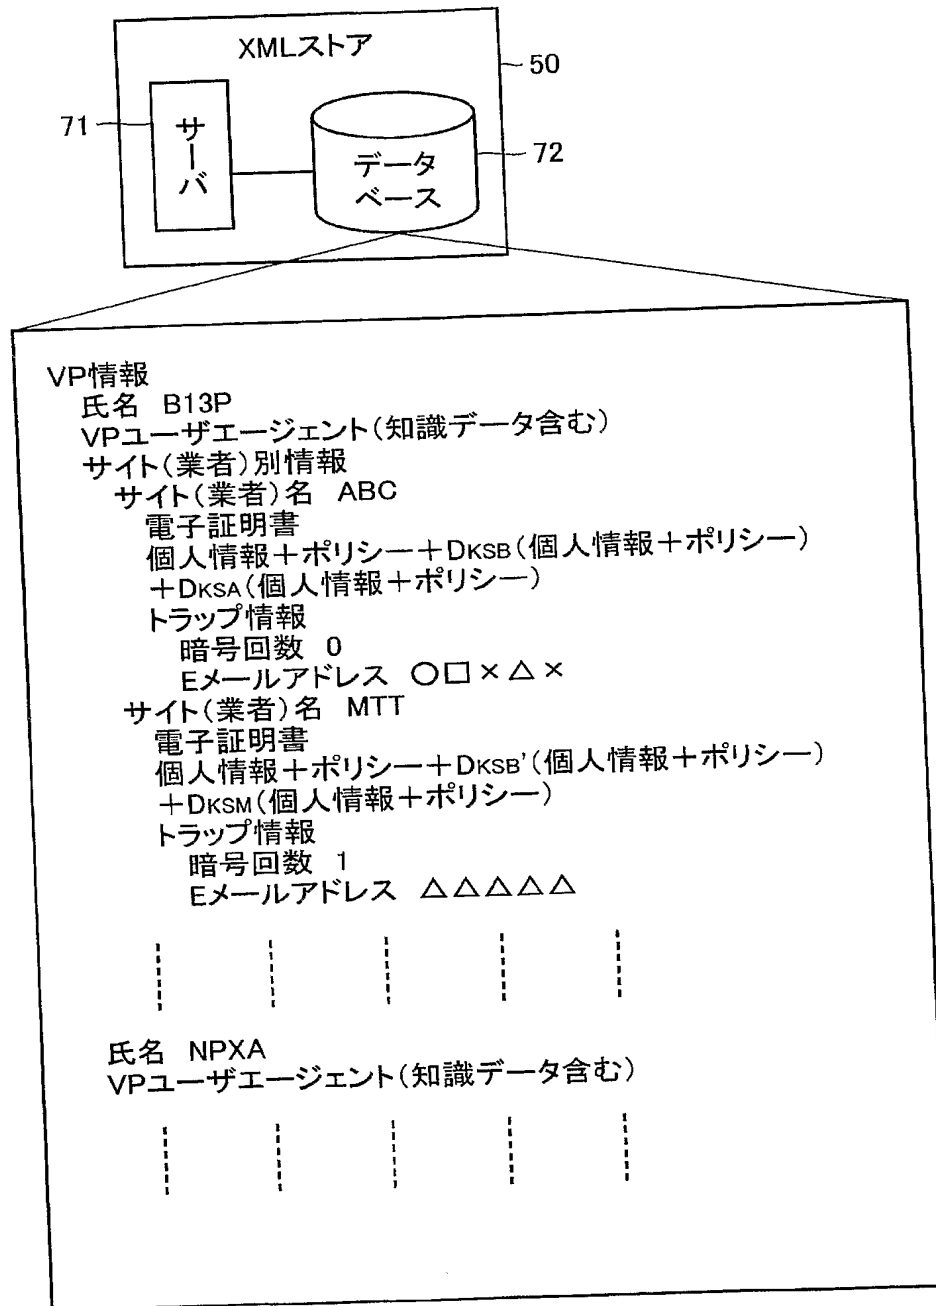 XMLストア
50
71
サーバ
データ
ベース
72
VP情報
氏名 B13P
VPユーザエージェント(知識データ含む)
サイト(業者)別情報
サイト(業者)名 ABC
電子証明書
個人情報+ポリシー+DKSB(個人情報+ポリシー)
+DKSA(個人情報+ポリシー)
トラップ情報
暗号回数 0
Eメールアドレス ○□×△×
サイト(業者)名 MTT
電子証明書
個人情報+ポリシー+DKSB'(個人情報+ポリシー)
+DKSM(個人情報+ポリシー)
トラップ情報
暗号回数 1
Eメールアドレス △△△△△
氏名 NPXA
VPユーザエージェント(知識データ含む)